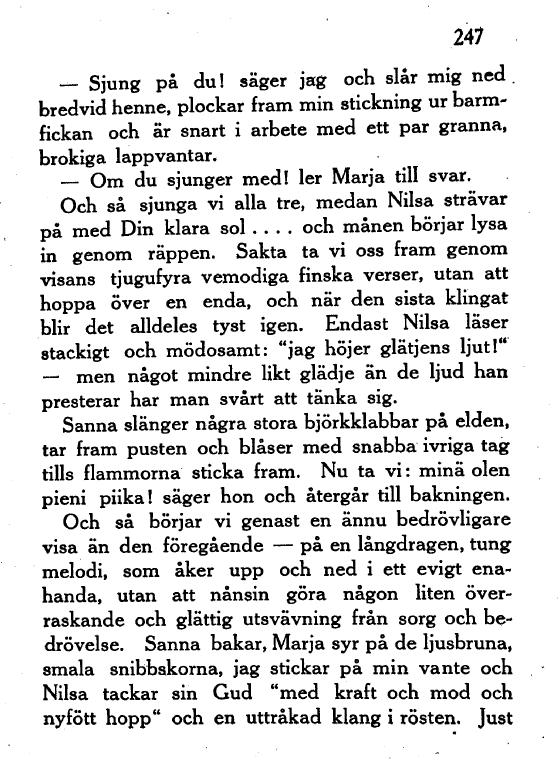 247
— Sjung på du! säger jag och slår mig ned
bredvid henne, plockar fram min stickning ur barm-
fickan och är snart i arbete med ett par granna,
brokiga lappvantar.
— Om du sjunger med! ler Marja till svar.
Och så sjunga vi alla tre, medan Nilsa strävar
på med Din klara sol . . . . och månen börjar lysa
in genom räppen. Sakta ta vi oss fram genom
visans tjugufyra vemodiga finska verser, utan att
hoppa över en enda, och när den sista klingat
blir det alldeles tyst igen. Endast Nilsa läser
stackigt och mödosamt: “jag höjer glätjens ljut!“
— men något mindre likt glädje än de ljud han
presterar har man svårt att tänka sig.
Sanna slänger några stora björkklabbar på elden,
tar fram pusten och blåser med snabba ivriga tag
tills flammorna sticka fram. Nu ta vi: minä olen
pieni piika! säger hon och återgår till bakningen.
Och så börjar vi genast en ännu bedrövligare
visa än den föregående — på en långdragen, tung
melodi, som åker upp och ned i ett evigt ena-
handa, utan att nånsin göra någon liten över-
raskande och glättig utsvävning från sorg och be-
drövelse. Sanna bakar, Marja syr på de ljusbruna,
smala snibbskorna, jag stickar på min vante och
Nilsa tackar sin Gud “med kraft och mod och
nyfött hopp“ och en uttråkad klang i rösten. Just